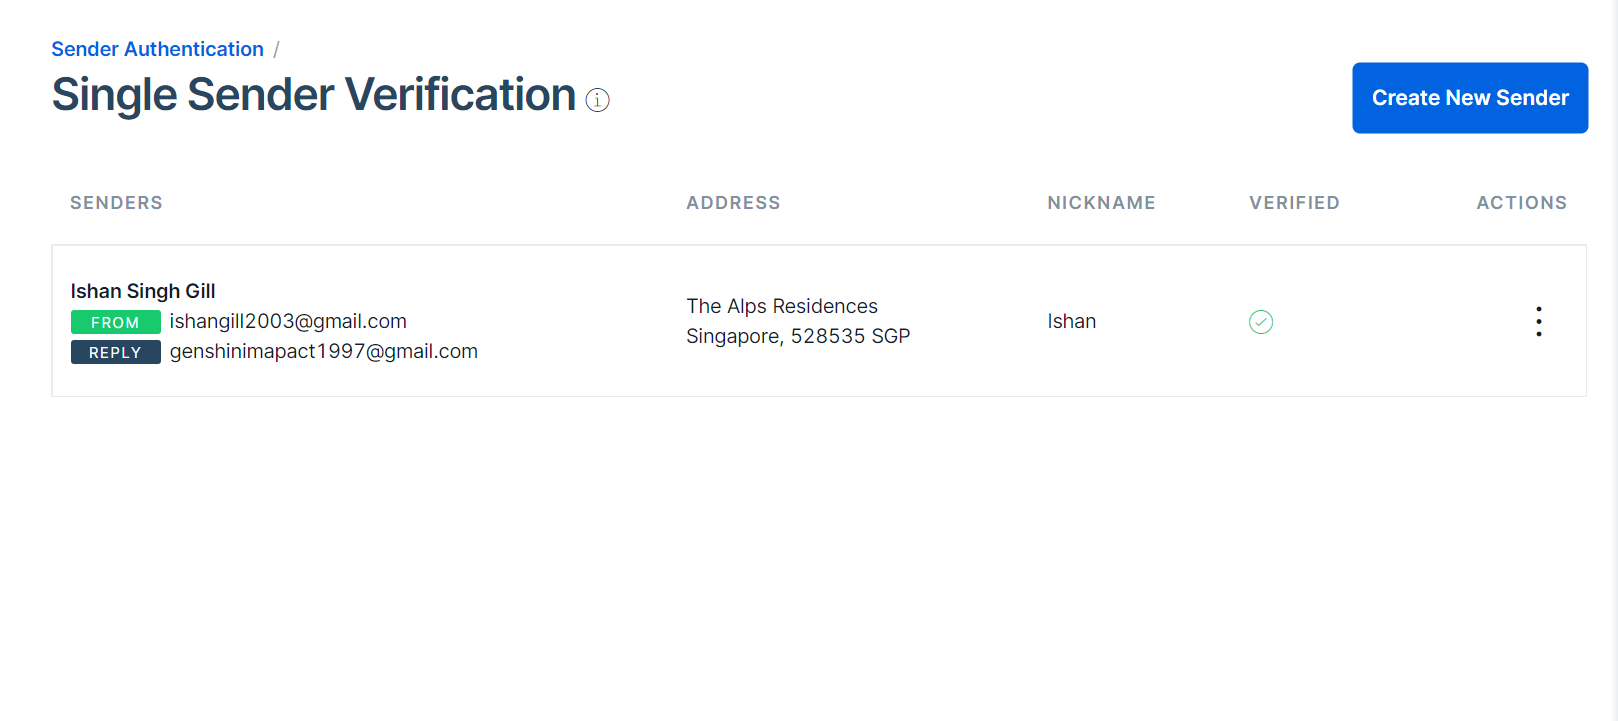 Sender Authentication /
Single Sender Verification
Create New Sender
SENDERS ADDRESS NICKNAME VERIFIED ACTIONS
Ishan Singh Gill
FROM ishangill2003@gmail.com
REPLY genshinimapact1997@gmail.com
The Alps Residences
Singapore, 528535 SGP
Ishan